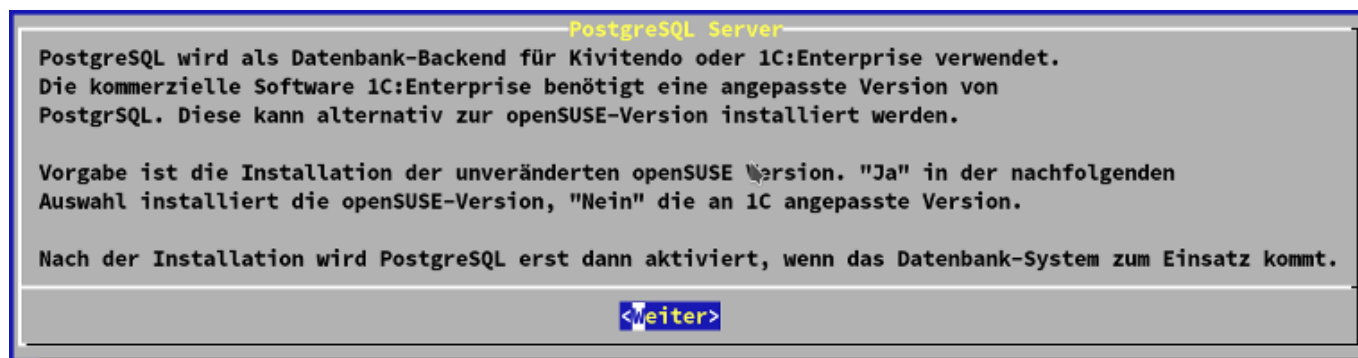 PostgreSQL Server
PostgreSQL wird als Datenbank-Backend für Kivitendo oder 1C:Enterprise verwendet.
Die kommerzielle Software 1C:Enterprise benötigt eine angepasste Version von
PostgrSQL. Diese kann alternativ zur openSUSE-Version installiert werden.
Vorgabe ist die Installation der unveränderten openSUSE Version. "Ja" in der nachfolgenden
Auswahl installiert die openSUSE-Version, "Nein" die an 1C angepasste Version.
Nach der Installation wird PostgreSQL erst dann aktiviert, wenn das Datenbank-System zum Einsatz kommt.
<Weiter>